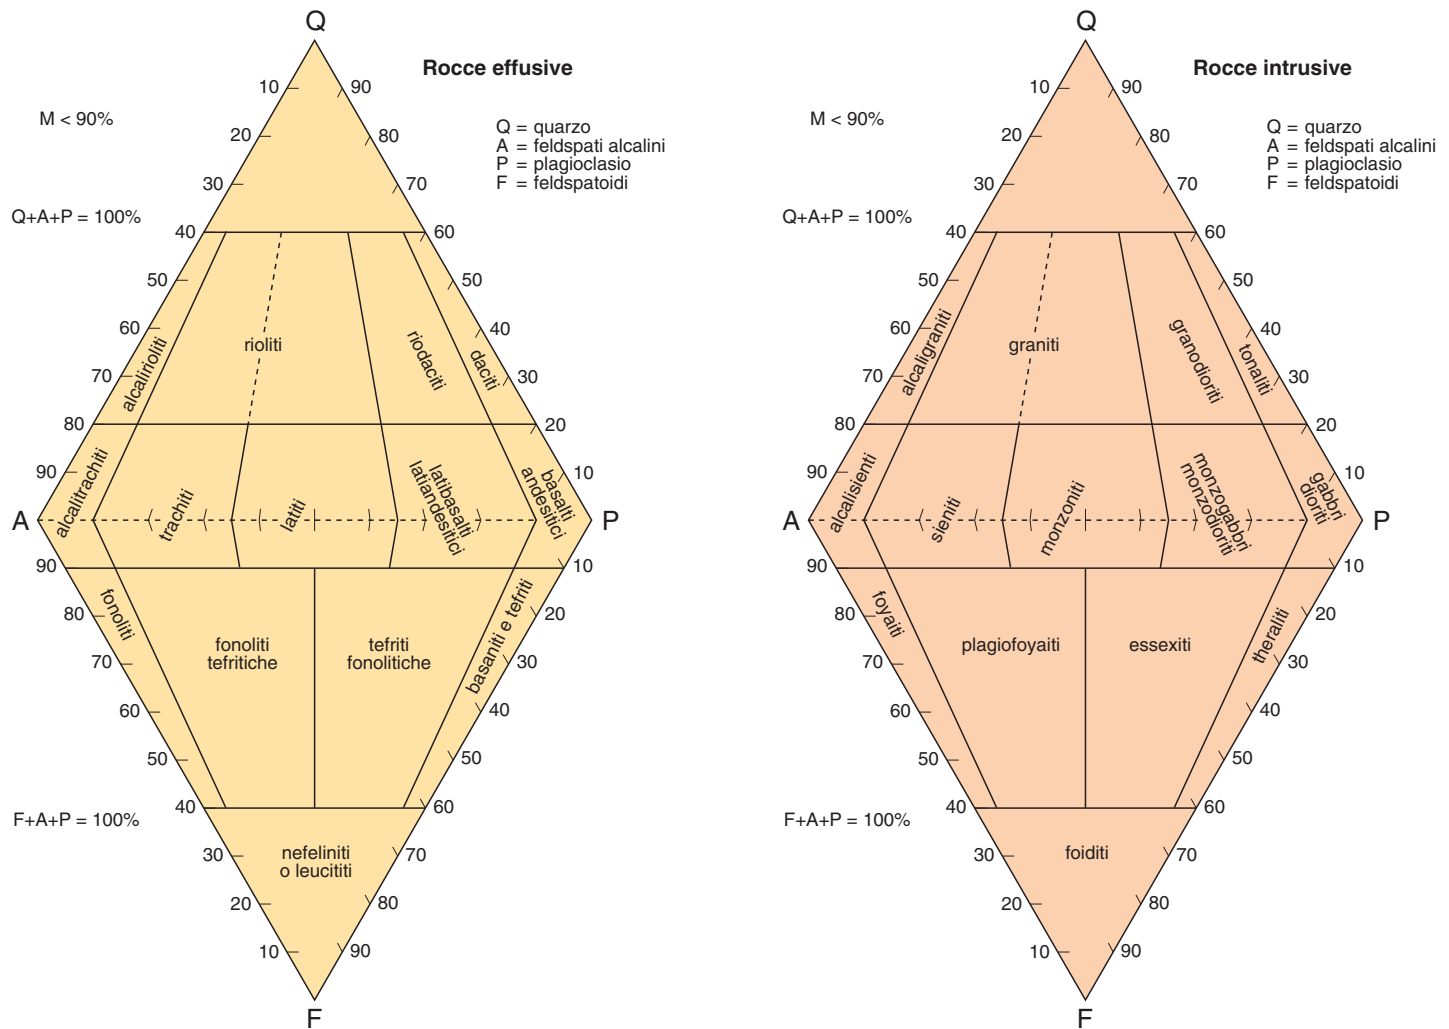 Q
Rocce effusive
M < 90%
Q = quarzo
A = feldspati alcalini
P = plagioclasio
F = feldspatoidi
Q+A+P = 100%
10
20
30
40
50
60
70
80
90
90
80
70
60
50
40
30
20
10
alcalirioliti
rioliti
riodaciti
daciti
alcalitrachiti
trachiti
latiti
latibasalti
latiandesitici
basalti
andesitici
A
P
90
80
70
60
50
40
30
20
10
10
20
30
40
50
60
70
80
90
fonoliti
fonoliti
tefritiche
tefriti
fonolitiche
basaniti e tefriti
F+A+P = 100%
nefeliniti
o leucititi
F
Q
Rocce intrusive
M < 90%
Q = quarzo
A = feldspati alcalini
P = plagioclasio
F = feldspatoidi
Q+A+P = 100%
10
20
30
40
50
60
70
80
90
90
80
70
60
50
40
30
20
10
alcaligraniti
graniti
granodioriti
tonaliti
alcalisienti
sieniti
monzoniti
monzogabbri
monzodioriti
gabbri
dioriti
A
P
90
80
70
60
50
40
30
20
10
10
20
30
40
50
60
70
80
90
foyaiti
plagiofoyaiti
essexiti
theraliti
F+A+P = 100%
foiditi
F